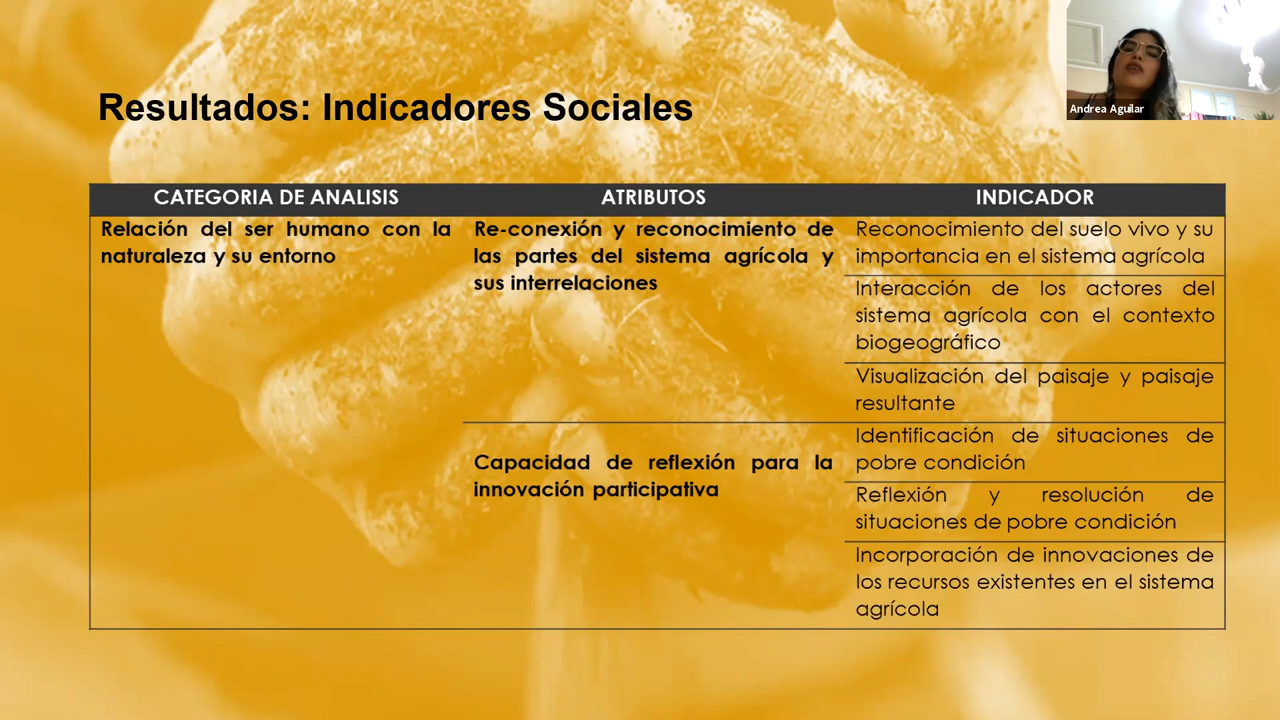 Andrea Aguilar
Resultados: Indicadores Sociales
CATEGORIA DE ANALISIS
ATRIBUTOS
INDICADOR
Relación del ser humano con la
naturaleza y su entorno
Re-conexión y reconocimiento de
las partes del sistema agrícola y
sus interrelaciones
Reconocimiento del suelo vivo y su
importancia en el sistema agrícola
Interacción de los actores del
sistema agrícola con el contexto
biogeográfico
Visualización del paisaje y paisaje
resultante
Capacidad de reflexión para la
innovación participativa
Identificación de situaciones de
pobre condición
Reflexión y resolución de
situaciones de pobre condición
Incorporación de innovaciones de
los recursos existentes en el sistema
agrícola